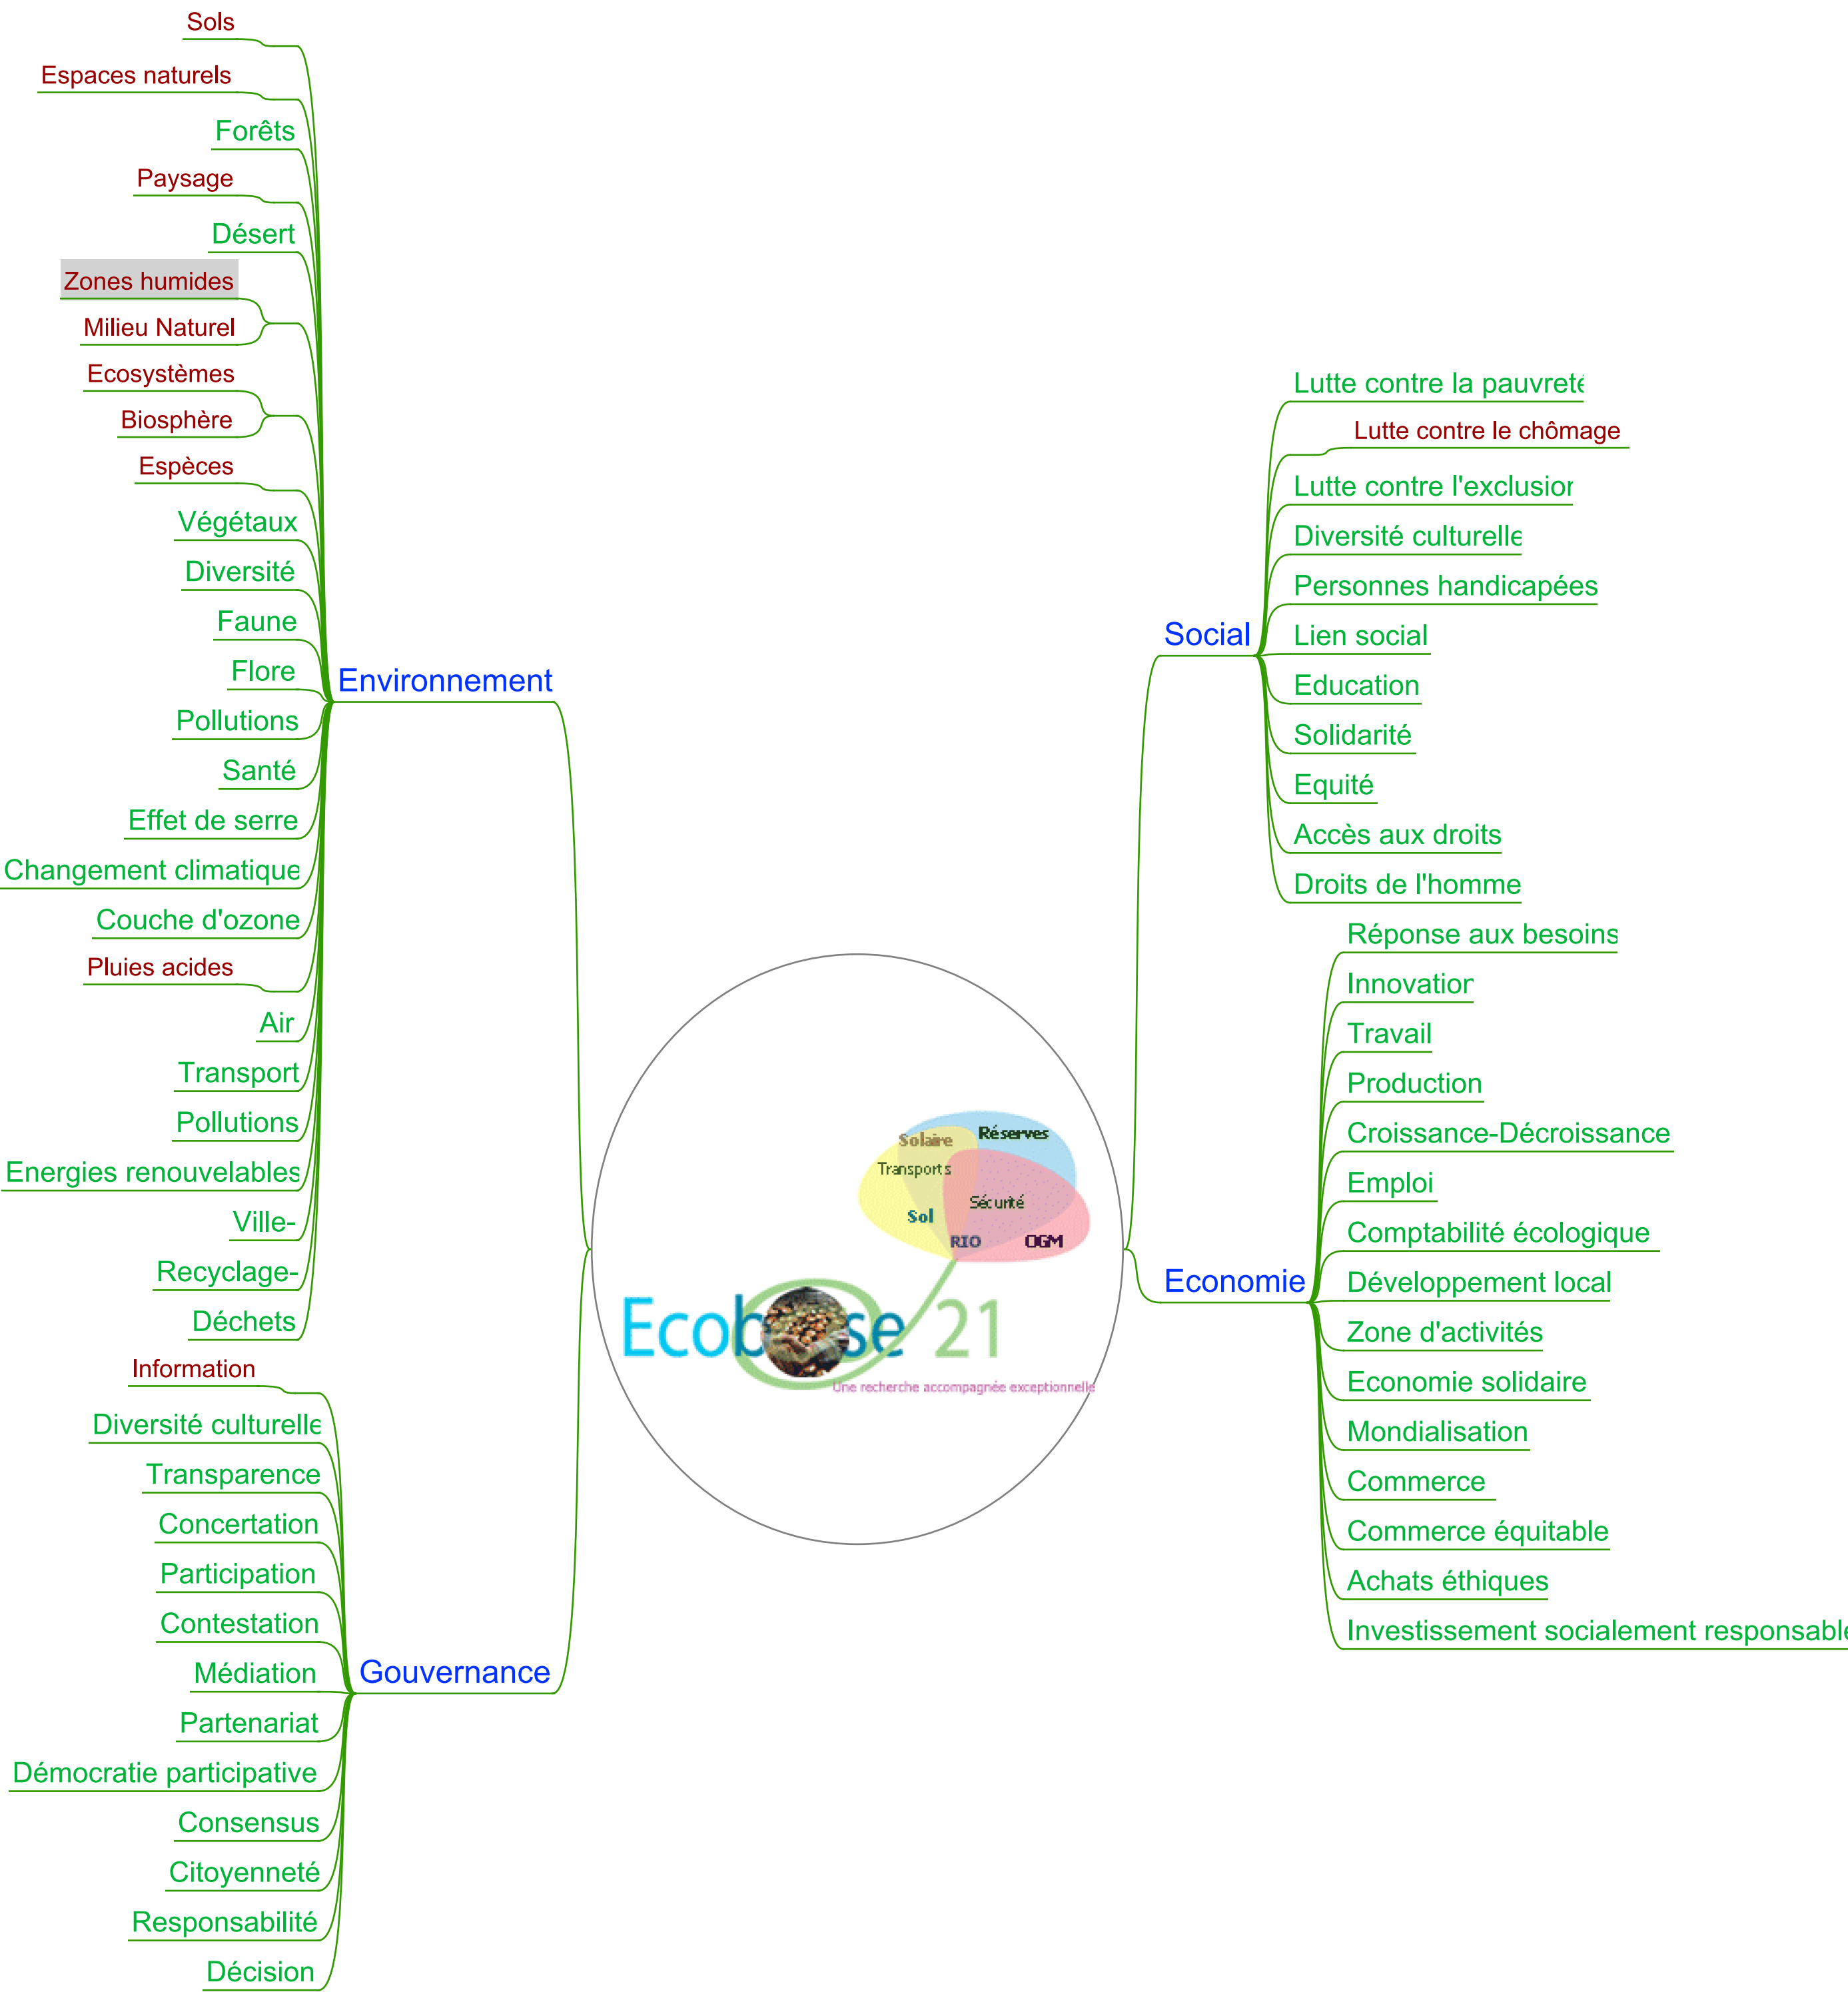 Sols
Espaces naturels
Forêts
Paysage
Désert
Zones humides
Milieu Naturel
Ecosystèmes
Biosphère
Espèces
Végétaux
Diversité
Faune
Flore
Pollutions
Santé
Effet de serre
Changement climatique
Couche d'ozone
Pluies acides
Air
Transport
Pollutions
Energies renouvelables
Ville-
Recyclage-
Déchets
Environnement
Information
Diversité culturelle
Transparence
Concertation
Participation
Contestation
Médiation
Partenariat
Démocratie participative
Consensus
Citoyenneté
Responsabilité
Décision
Gouvernance
Solaire
Réserves
Transports
Sécurité
Sol
RIO
OGM
Ecobase 21
Une recherche accompagnée exceptionnelle
Social
Lutte contre la pauvreté
Lutte contre le chômage
Lutte contre l'exclusion
Diversité culturelle
Personnes handicapées
Lien social
Education
Solidarité
Equité
Accès aux droits
Droits de l'homme
Economie
Réponse aux besoins
Innovation
Travail
Production
Croissance-Décroissance
Emploi
Comptabilité écologique
Développement local
Zone d'activités
Economie solidaire
Mondialisation
Commerce
Commerce équitable
Achats éthiques
Investissement socialement responsable